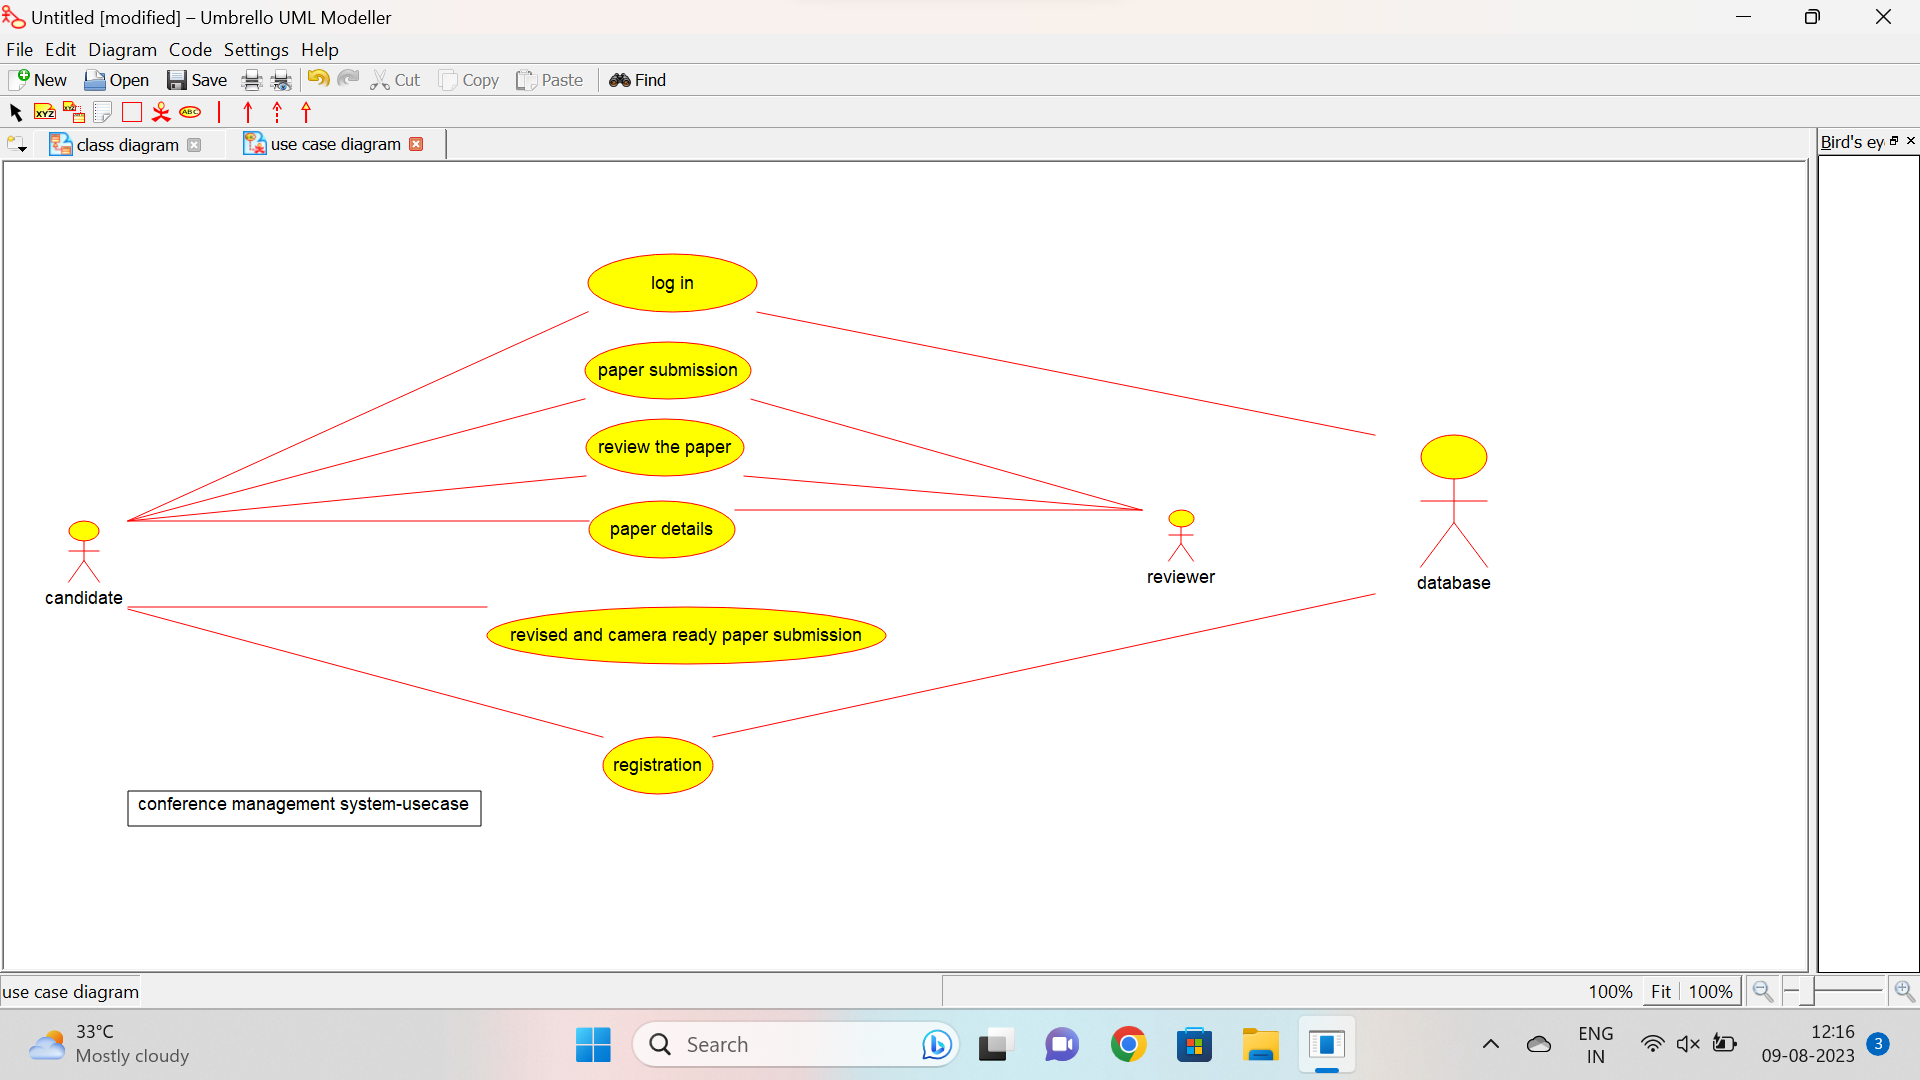 Untitled [modified] – Umbrello UML Modeller
File Edit Diagram Code Settings Help
New Open Save Cut Copy Paste Find
XYZ XYZ ABC
class diagram use case diagram
Bird's ey
log in
paper submission
review the paper
paper details
candidate
reviewer
database
revised and camera ready paper submission
registration
conference management system-usecase
use case diagram
100% Fit 100%
33°C
Mostly cloudy
Search
ENG
IN
12:16
09-08-2023
3